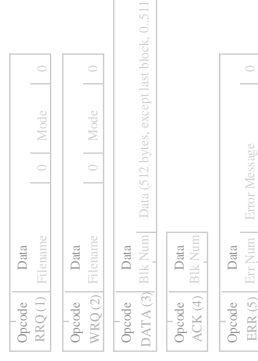 Opcode Data
RRQ (1) Filename 0 Mode 0
Opcode Data
WRQ (2) Filename 0 Mode 0
Opcode Data
DATA (3) Blk Num Data (512 bytes, except last block, 0..511
Opcode Data
ACK (4) Blk Num
Opcode Data
ERR (5) Err Num Error Message 0